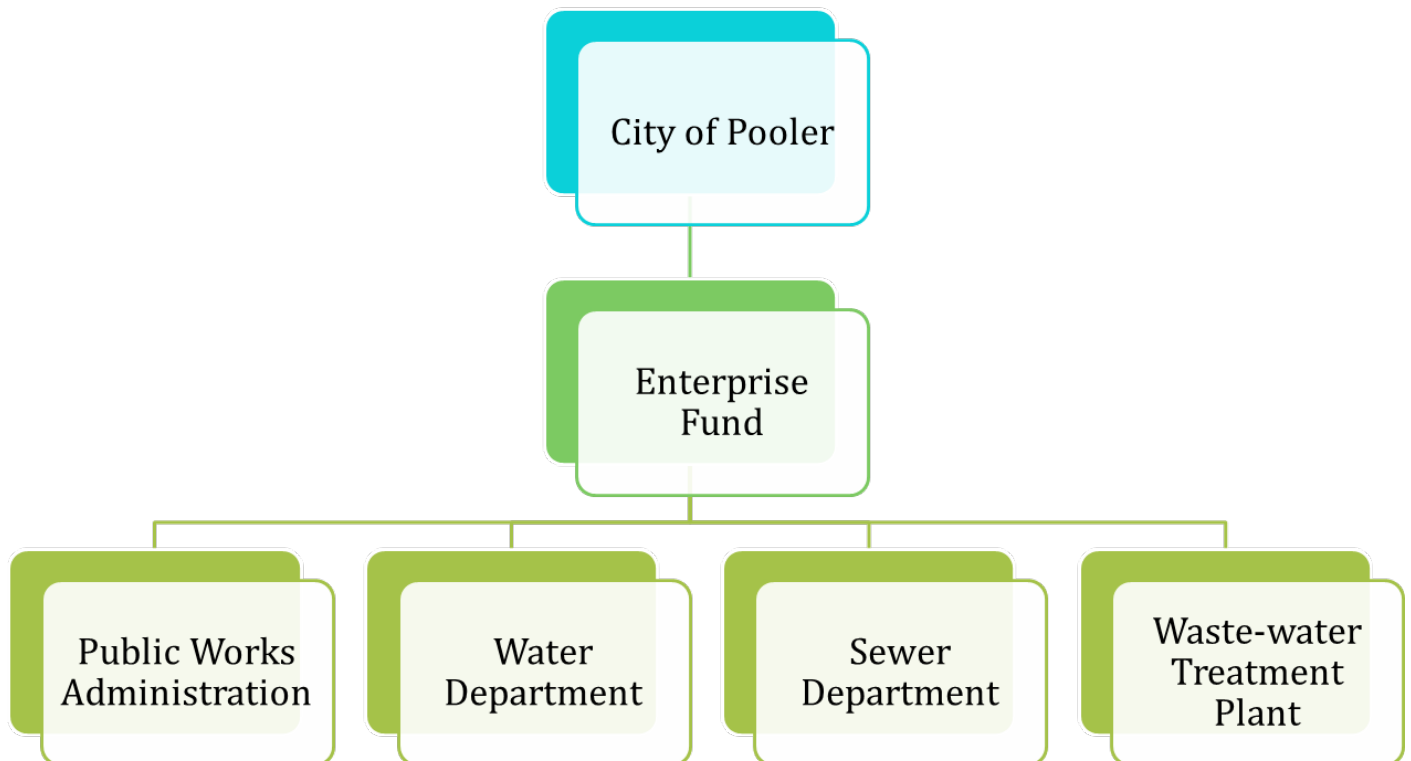 City of Pooler
Enterprise
Fund
Public Works
Administration
Water
Department
Sewer
Department
Waste-water
Treatment
Plant